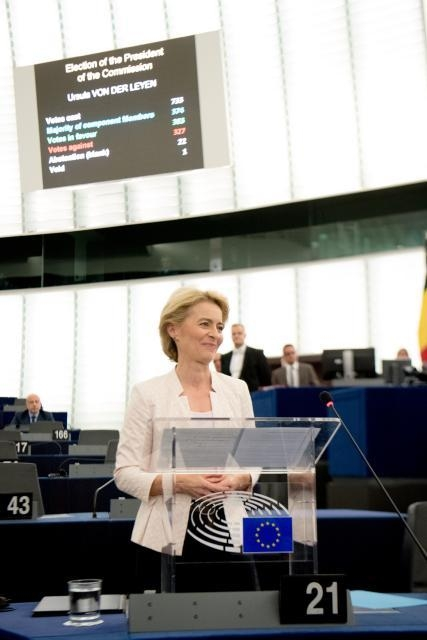 Election of the President
of the Commission
Ursula VON DER LEYEN
Votes cast 733
Majority of component Members 374
Votes in favour 383
Votes against 327
Abstention (blank) 22
Void 1
166
17
43
21